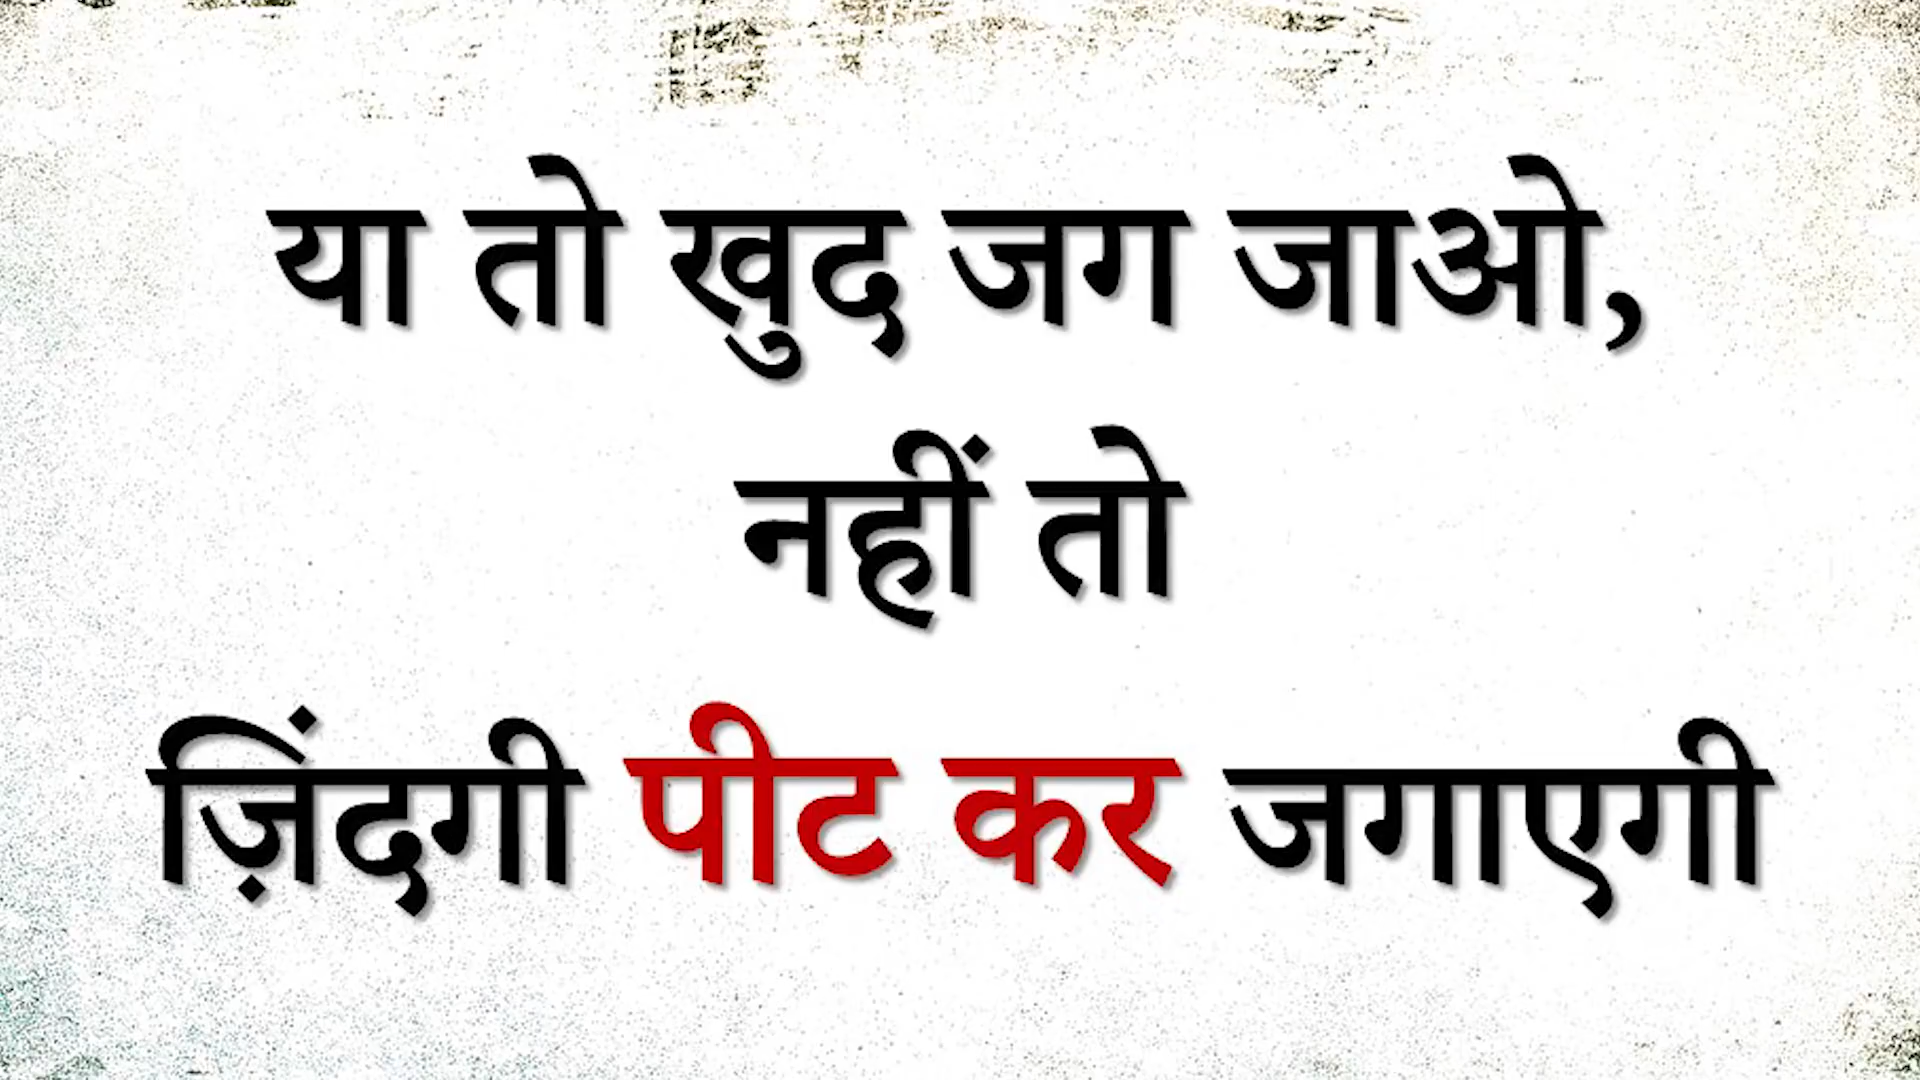 या तो खुद जग जाओ,
नहीं तो
ज़िंदगी पीट कर जगाएगी